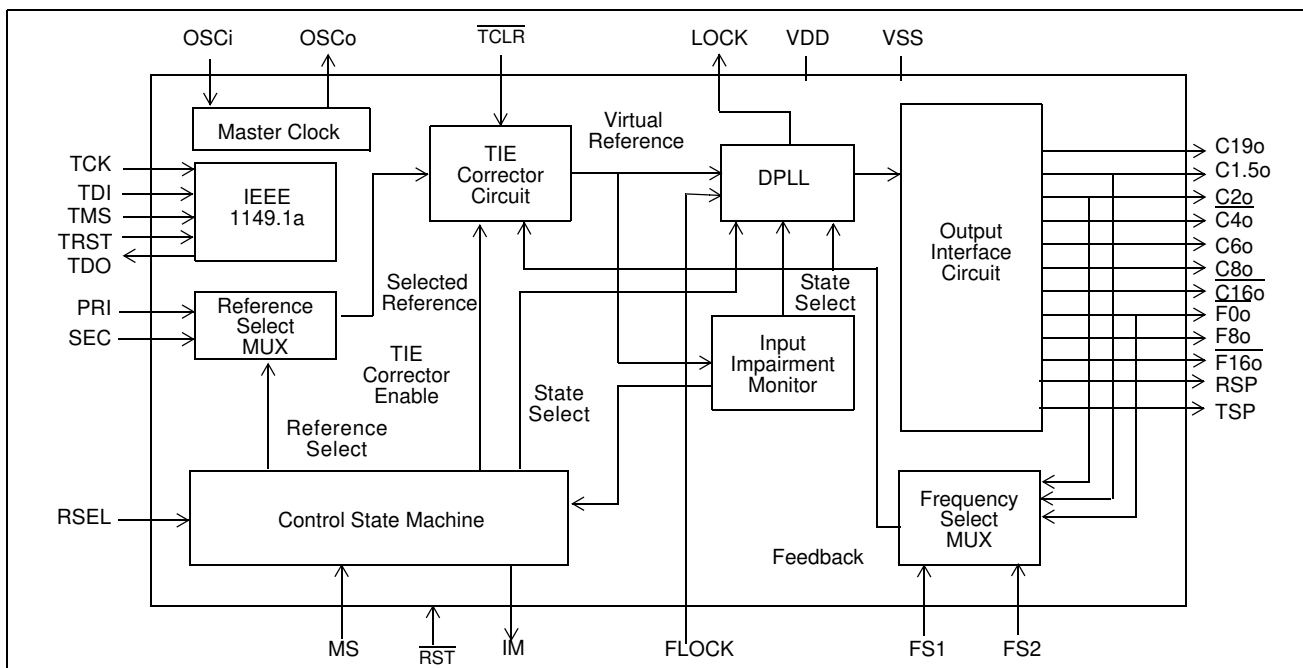 OSCi
OSCo
TCLR
LOCK
VDD
VSS
Master Clock
TIE
Corrector
Circuit
Virtual
Reference
DPLL
Output
Interface
Circuit
TCK
TDI
TMS
TRST
TDO
IEEE
1149.1a
PRI
SEC
Reference
Select
MUX
Selected
Reference
TIE
Corrector
Enable
State
Select
State
Select
Input
Impairment
Monitor
Reference
Select
RSEL
Control State Machine
Frequency
Select
MUX
Feedback
C19o
C1.5o
C2o
C4o
C6o
C8o
C16o
F0o
F8o
F16o
RSP
TSP
MS
RST
IM
FLOCK
FS1
FS2